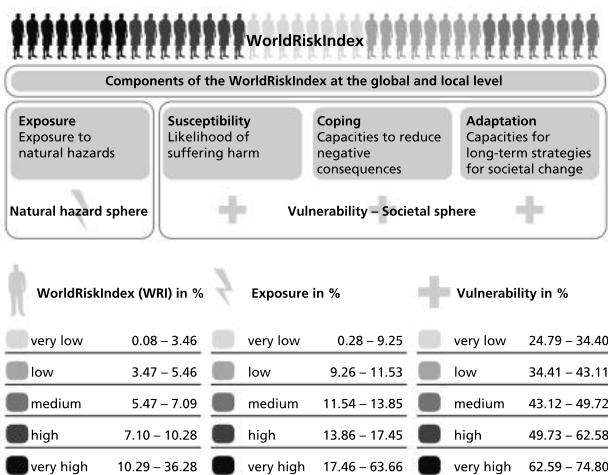 WorldRiskIndex
Components of the WorldRiskIndex at the global and local level
Exposure
Exposure to
natural hazards
Susceptibility
Likelihood of
suffering harm
Coping
Capacities to reduce
negative
consequences
Adaptation
Capacities for
long-term strategies
for societal change
Natural hazard sphere
Vulnerability – Societal sphere
WorldRiskIndex (WRI) in %
very low 0.08 – 3.46
low 3.47 – 5.46
medium 5.47 – 7.09
high 7.10 – 10.28
very high 10.29 – 36.28
Exposure in %
very low 0.28 – 9.25
low 9.26 – 11.53
medium 11.54 – 13.85
high 13.86 – 17.45
very high 17.46 – 63.66
Vulnerability in %
very low 24.79 – 34.40
low 34.41 – 43.11
medium 43.12 – 49.72
high 49.73 – 62.58
very high 62.59 – 74.80